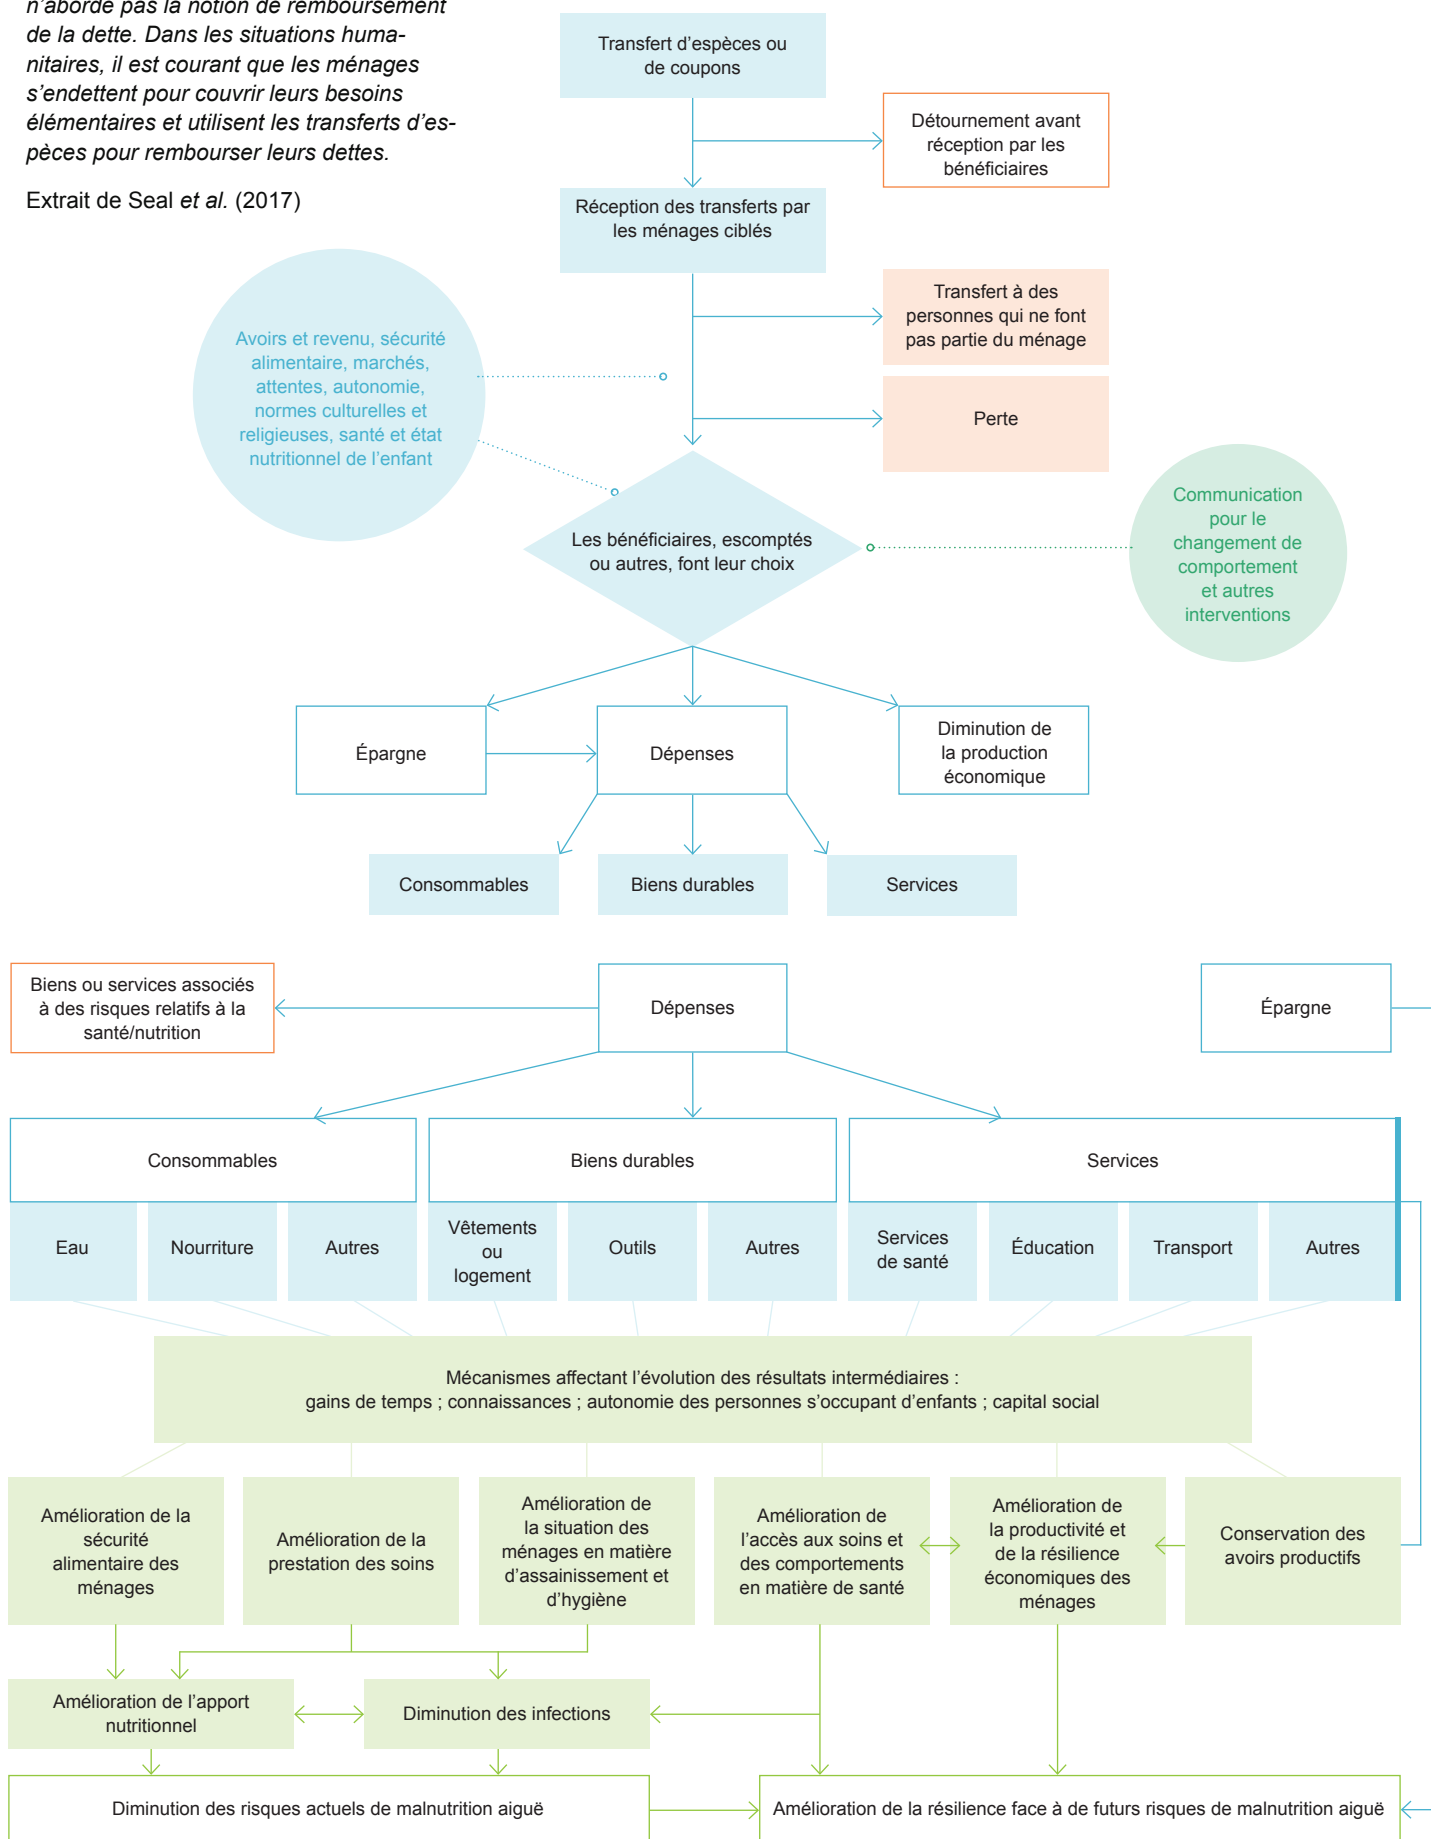 n’aborde pas la notion de remboursement
de la dette. Dans les situations huma-
nitaires, il est courant que les ménages
s’endettent pour couvrir leurs besoins
élémentaires et utilisent les transferts d’es-
pèces pour rembourser leurs dettes.
Extrait de Seal et al. (2017)
Transfert d’espèces ou
de coupons
Détournement avant
réception par les
bénéficiaires
Réception des transferts par
les ménages ciblés
Transfert à des
personnes qui ne font
pas partie du ménage
Avoirs et revenu, sécurité
alimentaire, marchés,
attentes, autonomie,
normes culturelles et
religieuses, santé et état
nutritionnel de l’enfant
Perte
Communication
pour le
changement de
comportement
et autres
interventions
Les bénéficiaires, escomptés
ou autres, font leur choix
Épargne
Dépenses
Diminution de
la production
économique
Consommables
Biens durables
Services
Biens ou services associés
à des risques relatifs à la
santé/nutrition
Dépenses
Épargne
Consommables
Biens durables
Services
Eau
Nourriture
Autres
Vêtements
ou
logement
Outils
Autres
Services
de santé
Éducation
Transport
Autres
Mécanismes affectant l’évolution des résultats intermédiaires :
gains de temps ; connaissances ; autonomie des personnes s’occupant d’enfants ; capital social
Amélioration de la
sécurité
alimentaire des
ménages
Amélioration de la
prestation des soins
Amélioration de
la situation des
ménages en matière
d’assainissement et
d’hygiène
Amélioration de
l’accès aux soins et
des comportements
en matière de santé
Amélioration de
la productivité et
de la résilience
économiques des
ménages
Conservation des
avoirs productifs
Amélioration de l’apport
nutritionnel
Diminution des infections
Diminution des risques actuels de malnutrition aiguë
Amélioration de la résilience face à de futurs risques de malnutrition aiguë